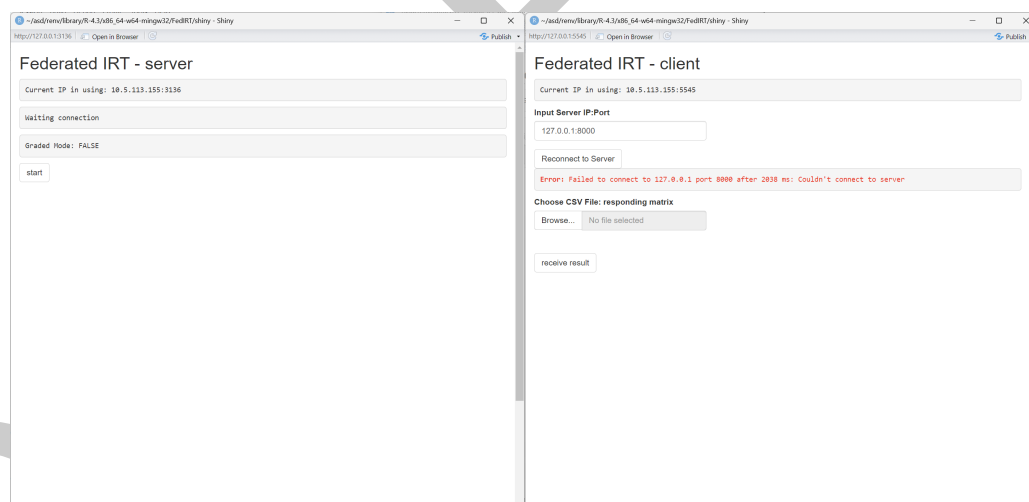 ~/asd/renv/library/R-4.3/x86_64-w64-mingw32/FedIRT/shiny - Shiny
http://127.0.0.1:3136 Open in Browser Publish
Federated IRT - server
Current IP in using: 10.5.113.155:3136
Waiting connection
Graded Mode: FALSE
start
~/asd/renv/library/R-4.3/x86_64-w64-mingw32/FedIRT/shiny - Shiny
http://127.0.0.1:5545 Open in Browser Publish
Federated IRT - client
Current IP in using: 10.5.113.155:5545
Input Server IP:Port
127.0.0.1:8000
Reconnect to Server
Error: Failed to connect to 127.0.0.1 port 8000 after 2038 ms: Couldn't connect to server
Choose CSV File: responding matrix
Browse... No file selected
receive result